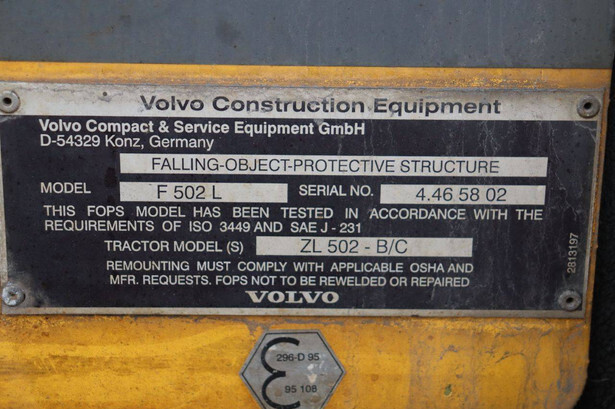 Volvo Construction Equipment
Volvo Compact & Service Equipment GmbH
D-54329 Konz, Germany
FALLING-OBJECT-PROTECTIVE STRUCTURE
MODEL F 502 L SERIAL NO. 4.46 58 02
THIS FOPS MODEL HAS BEEN TESTED IN ACCORDANCE WITH THE
REQUIREMENTS OF ISO 3449 AND SAE J - 231
TRACTOR MODEL (S) ZL 502 - B/C
REMOUNTING MUST COMPLY WITH APPLICABLE OSHA AND
MFR. REQUESTS. FOPS NOT TO BE REWELDED OR REPAIRED
VOLVO
2813197
296-D 95
95 108